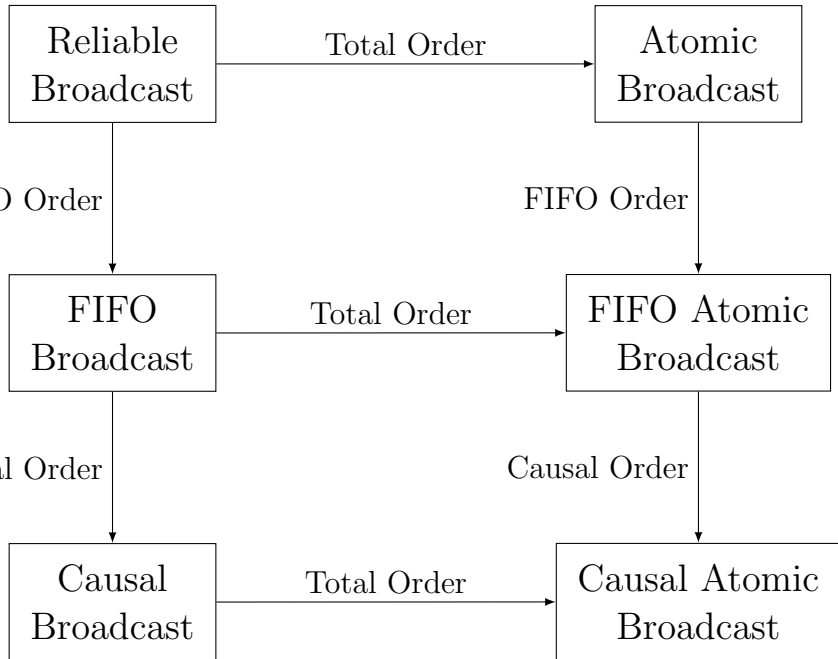 Reliable
Broadcast
Total Order
Atomic
Broadcast
O Order
FIFO Order
FIFO
Broadcast
Total Order
FIFO Atomic
Broadcast
al Order
Causal Order
Causal
Broadcast
Total Order
Causal Atomic
Broadcast